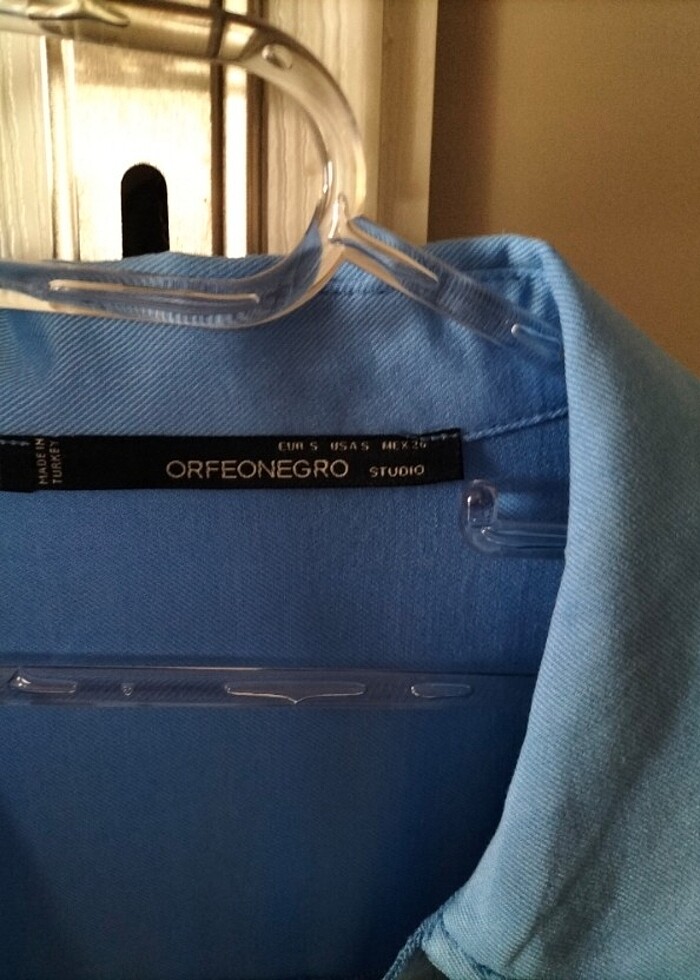 MADE IN
TURKEY
EUR S USA S MEX 26
ORFEONEGRO STUDIO